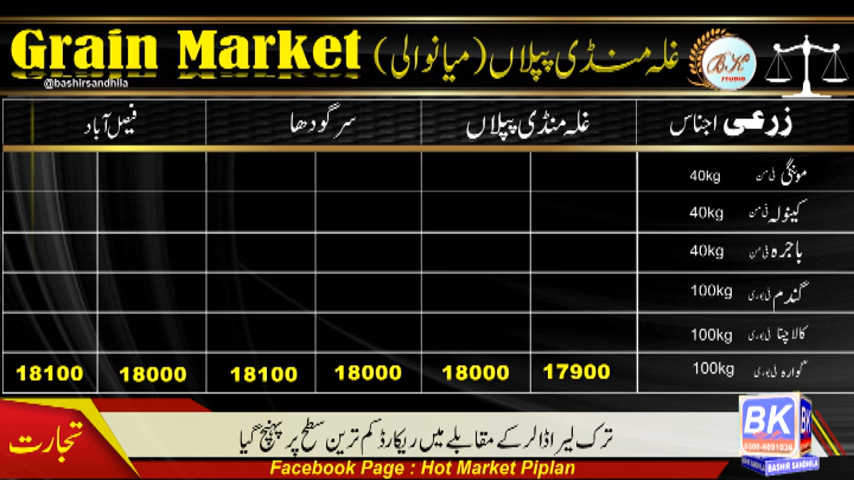 Grain Market غلہ منڈی پپلاں (میانوالی)
@bashirsandhila
B.K
STUDIO
زرعی اجناس غلہ منڈی پپلاں سرگودھا فیصل آباد
مونگی فی من 40kg
کینولہ فی من 40kg
باجرہ فی من 40kg
گندم فی بوری 100kg
کالا چنا فی بوری 100kg
گوارہ فی بوری 100kg 17900 18000 18000 18100 18000 18100
تجارت
ترک لیرا ڈالر کے مقابلے میں ریکارڈ کم ترین سطح پر پہنچ گیا
BK
BASHIR SANDHILA
Facebook Page : Hot Market Piplan